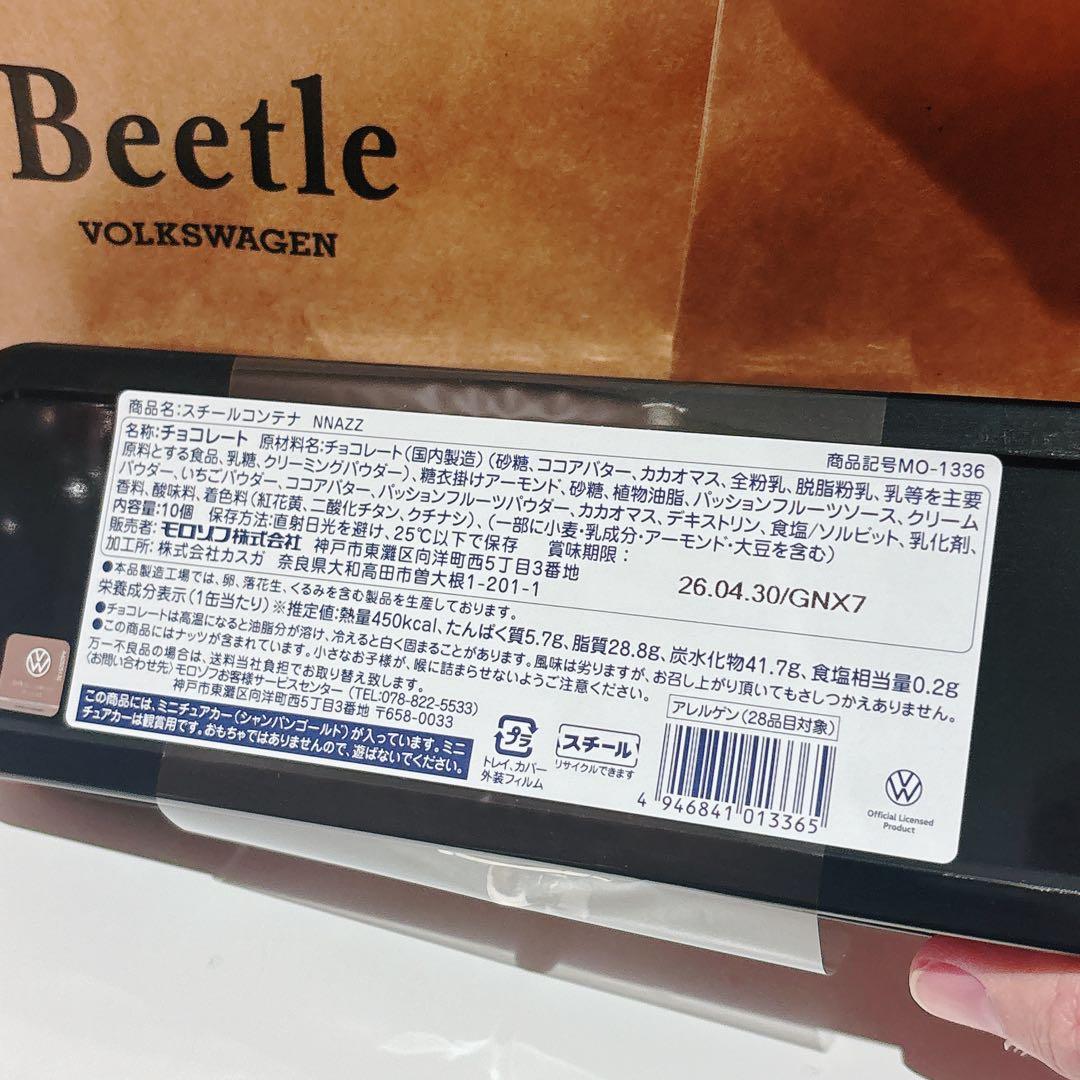 Beetle
VOLKSWAGEN
商品名:スチールコンテナ NNAZZ
商品記号MO-1336
名称:チョコレート 原材料名:チョコレート(国内製造)(砂糖、ココアバター、カカオマス、全粉乳、脱脂粉乳、乳等を主要
原料とする食品、乳糖、クリーミングパウダー)、糖衣掛けアーモンド、砂糖、植物油脂、パッションフルーツソース、クリーム
パウダー、いちごパウダー、ココアバター、パッションフルーツパウダー、カカオマス、デキストリン、食塩/ソルビット、乳化剤、
香料、酸味料、着色料(紅花黄、二酸化チタン、クチナシ)、(一部に小麦・乳成分・アーモンド・大豆を含む)
内容量:10個 保存方法:直射日光を避け、25℃以下で保存 賞味期限:
販売者:モロゾフ株式会社 神戸市東灘区向洋町西5丁目3番地
加工所:株式会社カスガ 奈良県大和高田市曽大根1-201-1
26.04.30/GNX7
●本品製造工場では、卵、落花生、くるみを含む製品を生産しております。
栄養成分表示(1缶当たり)※推定値:熱量450kcal、たんぱく質5.7g、脂質28.8g、炭水化物41.7g、食塩相当量0.2g
●チョコレートは高温になると油脂分が溶け、冷えると白く固まることがあります。風味は劣りますが、お召し上がり頂いてもさしつかえありません。
●この商品にはナッツが含まれています。小さなお子様が、喉に詰まらせないようご注意ください。
万一不良品の場合は、送料当社負担でお取り替え致します。
〈お問い合わせ先〉モロゾフお客様サービスセンター (TEL:078-822-5533)
神戸市東灘区向洋町西5丁目3番地 〒658-0033
この商品には、ミニチュアカー(シャンパンゴールド)が入っています。ミニ
チュアカーは観賞用です。おもちゃではありませんので、遊ばないでください。
プラ
トレイ、カバー
外装フィルム
スチール
リサイクルできます
アレルゲン(28品目対象)
4 946841 013365
Official Licensed
Product